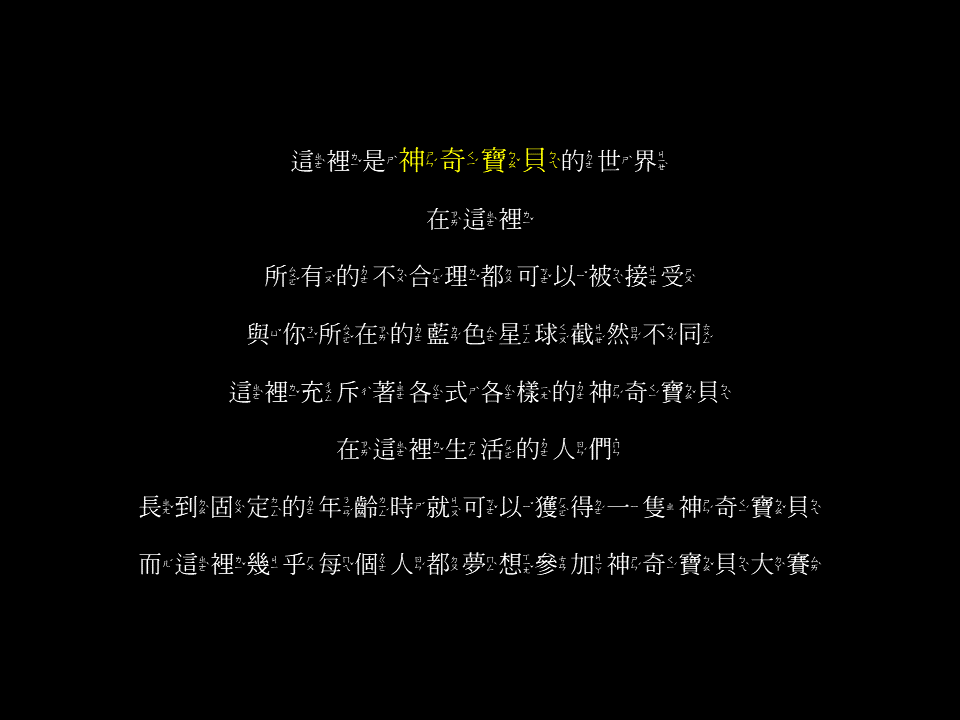 這裡是神奇寶貝的世界
在這裡
所有的不合理都可以被接受
與你所在的藍色星球截然不同
這裡充斥著各式各樣的神奇寶貝
在這裡生活的人們
長到固定的年齡時就可以獲得一隻神奇寶貝
而這裡幾乎每個人都夢想參加神奇寶貝大賽